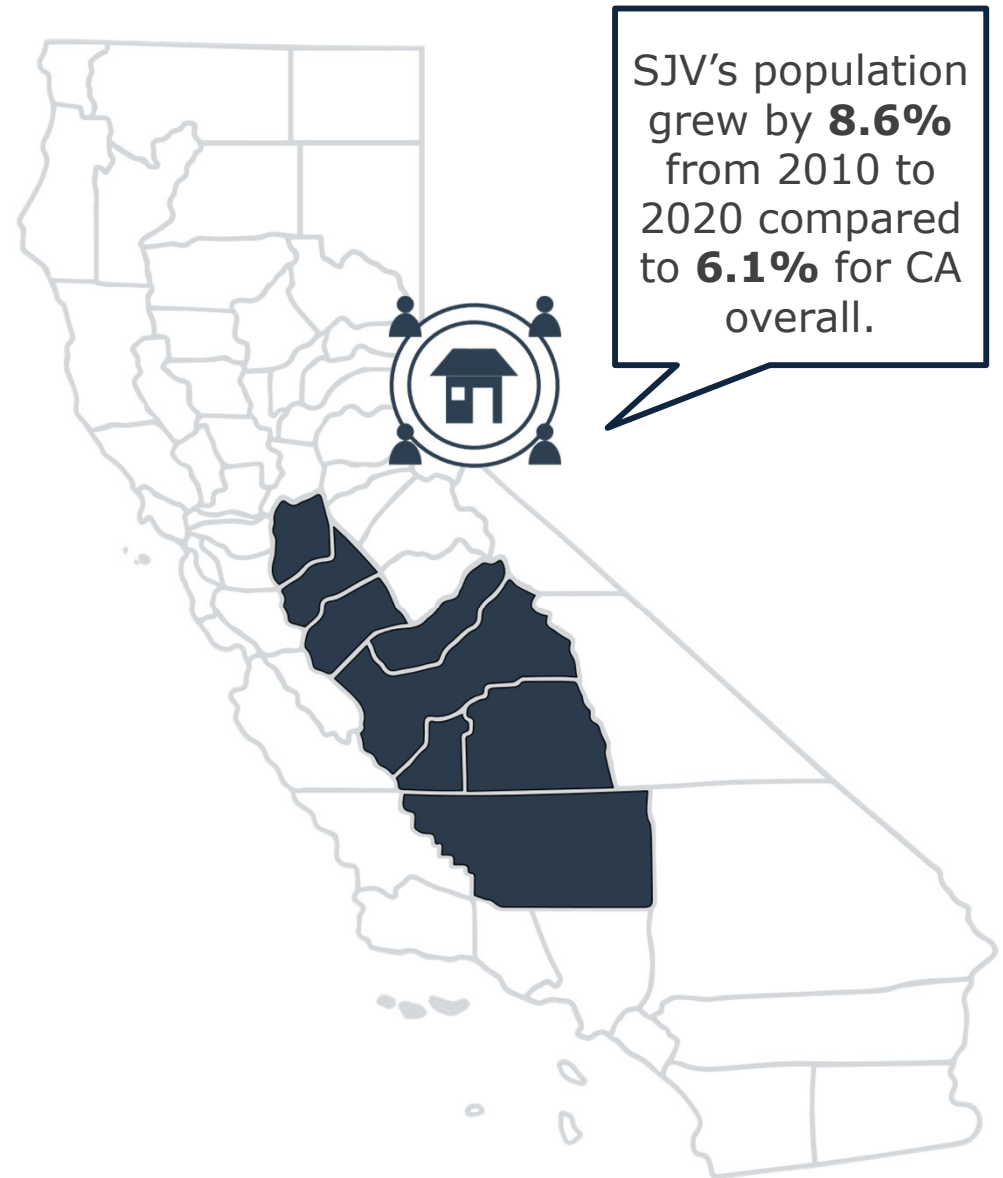 SJV’s population
grew by 8.6%
from 2010 to
2020 compared
to 6.1% for CA
overall.